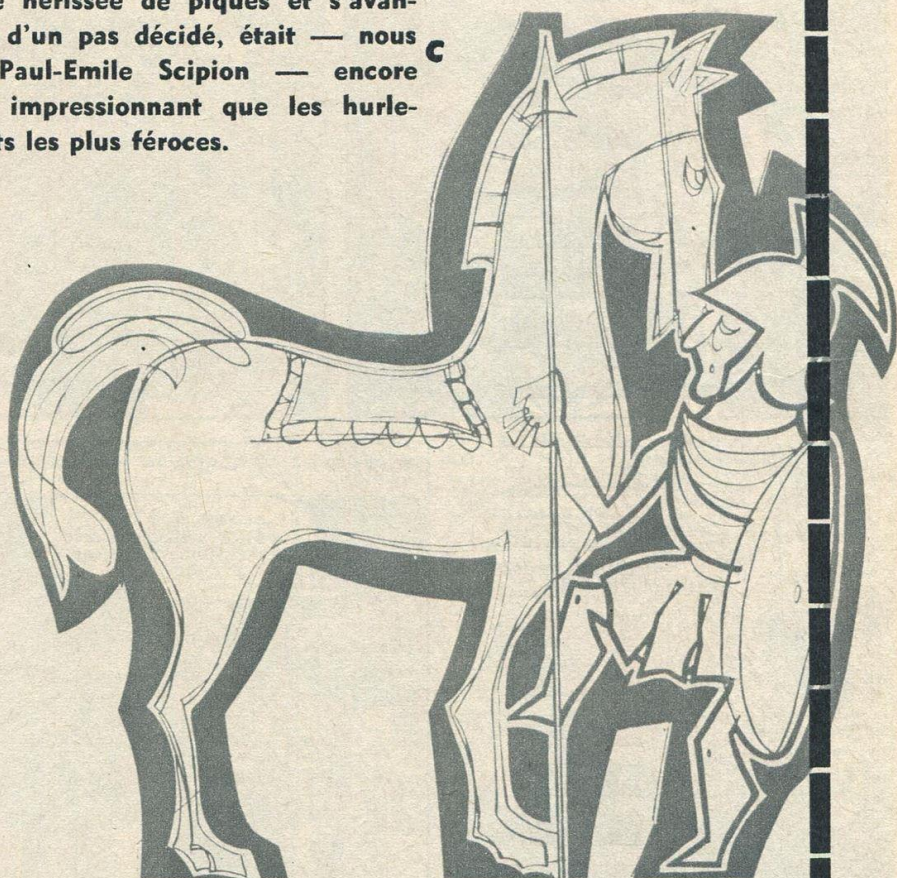 hérissée de piques et s'avan-
d'un pas décidé, était — nous
Paul-Emile Scipion — encore
impressionnant que les hurle-
ts les plus féroces.
C